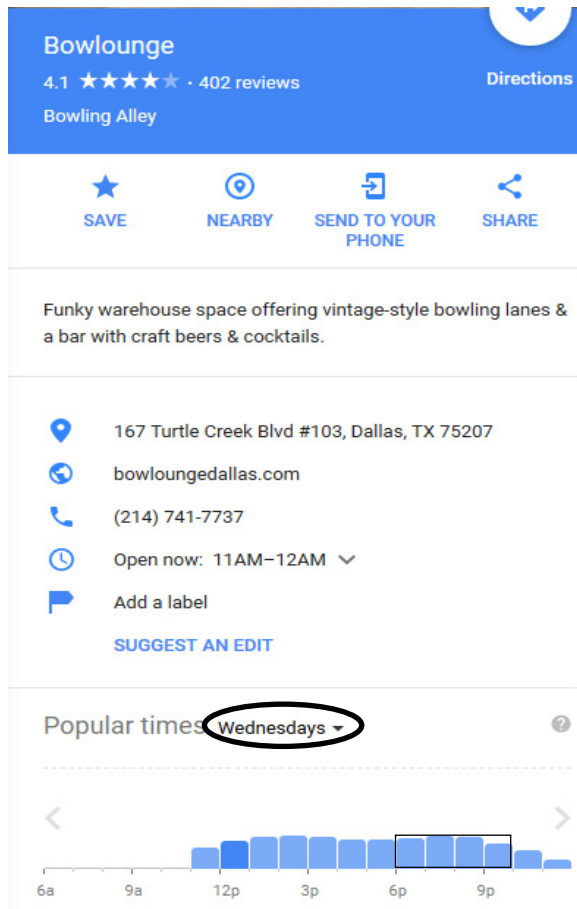 Bowlounge
4.1 ★★★★★ · 402 reviews
Directions
Bowling Alley
SAVE
NEARBY
SEND TO YOUR
PHONE
SHARE
Funky warehouse space offering vintage-style bowling lanes &
a bar with craft beers & cocktails.
167 Turtle Creek Blvd #103, Dallas, TX 75207
bowloungedallas.com
(214) 741-7737
Open now: 11AM–12AM
Add a label
SUGGEST AN EDIT
Popular times Wednesdays
?
6a 9a 12p 3p 6p 9p